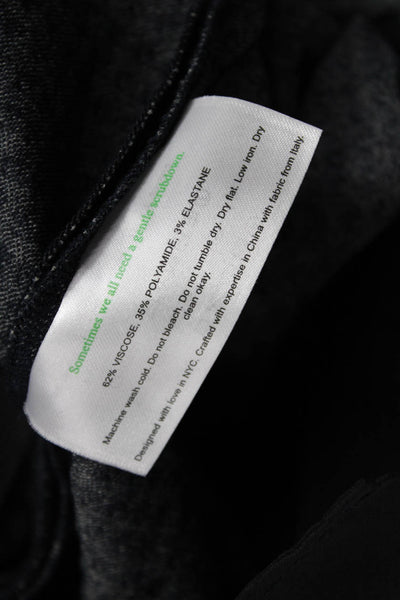 Sometimes we all need a gentle scrubdown.
62% VISCOSE, 35% POLYAMIDE, 3% ELASTANE
Machine wash cold. Do not bleach. Do not tumble dry. Dry flat. Low iron. Dry
clean okay.
Designed with love in NYC. Crafted with expertise in China with fabric from Italy.